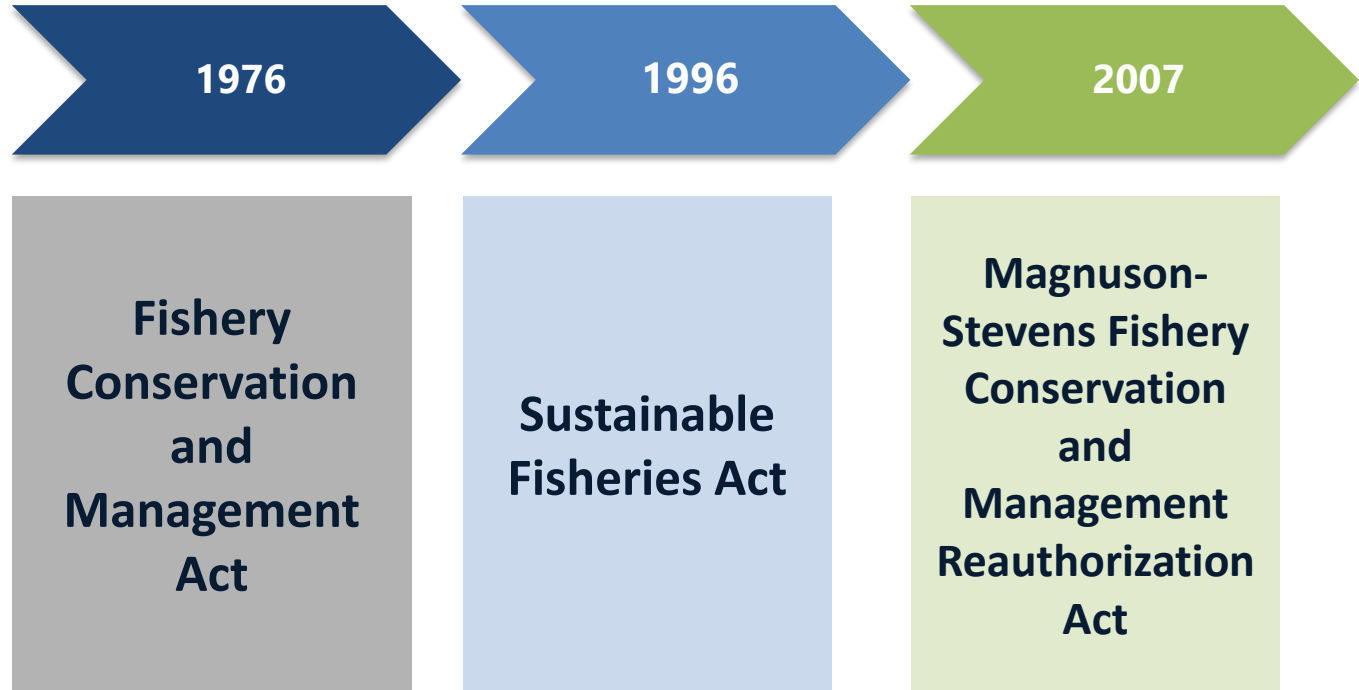 1976
1996
2007
Fishery
Conservation
and
Management
Act
Sustainable
Fisheries Act
Magnuson-
Stevens Fishery
Conservation
and
Management
Reauthorization
Act